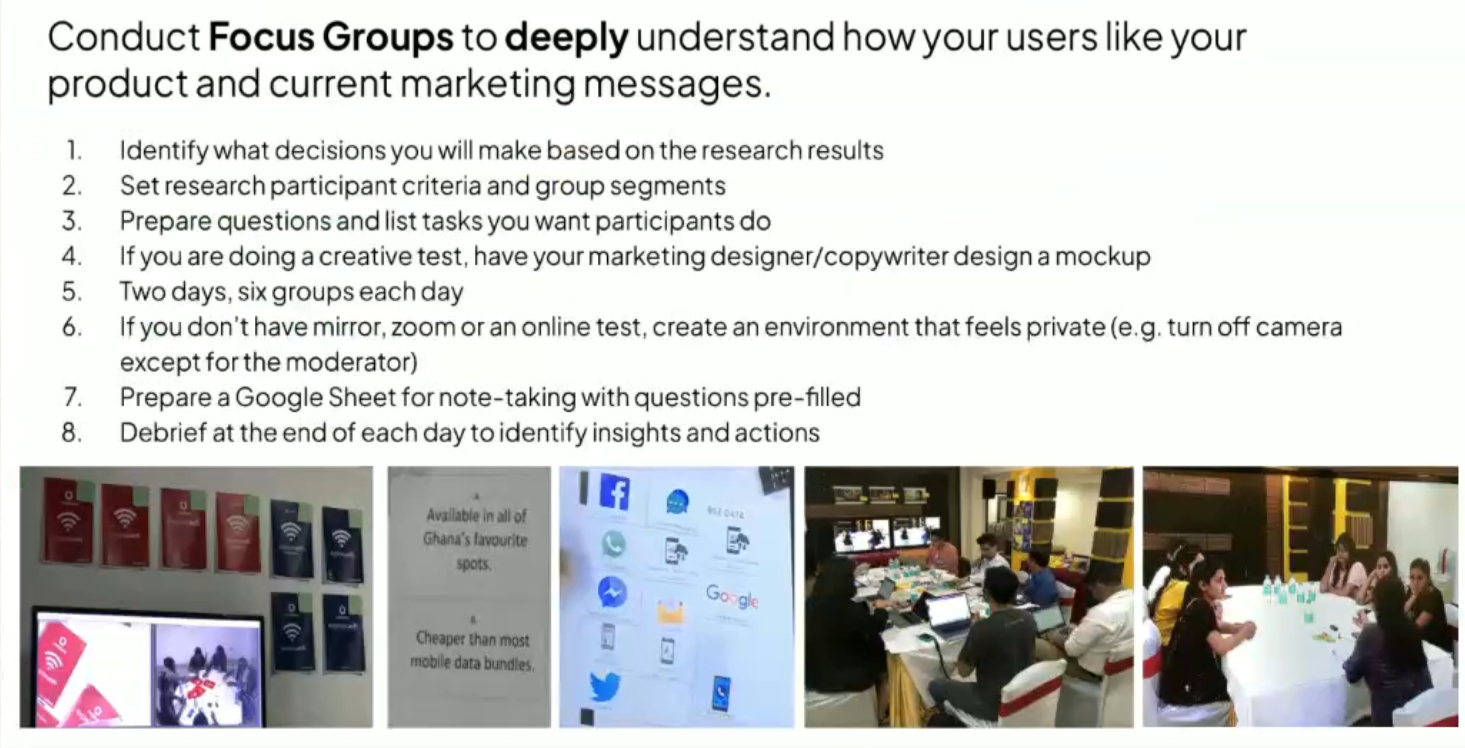 Conduct Focus Groups to deeply understand how your users like your
product and current marketing messages.
1. Identify what decisions you will make based on the research results
2. Set research participant criteria and group segments
3. Prepare questions and list tasks you want participants do
4. If you are doing a creative test, have your marketing designer/copywriter design a mockup
5. Two days, six groups each day
6. If you don't have mirror, zoom or an online test, create an environment that feels private (e.g. turn off camera
except for the moderator)
7. Prepare a Google Sheet for note-taking with questions pre-filled
8. Debrief at the end of each day to identify insights and actions
A
Available in all of
Ghana's favourite
spots.
Cheaper than most
mobile data bundles.
Google